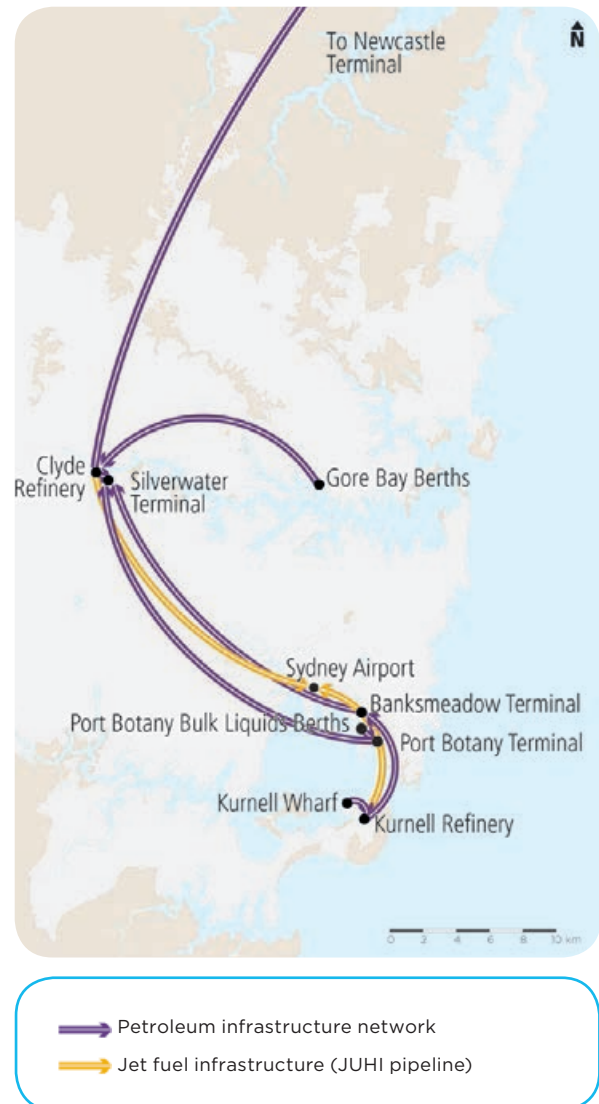 To Newcastle
Terminal
N
Clyde
Refinery
Silverwater
Terminal
Gore Bay Berths
Sydney Airport
Banksmeadow Terminal
Port Botany Bulk Liquids Berths
Port Botany Terminal
Kurnell Wharf
Kurnell Refinery
0 2 4 6 8 10 km
Petroleum infrastructure network
Jet fuel infrastructure (JUHI pipeline)